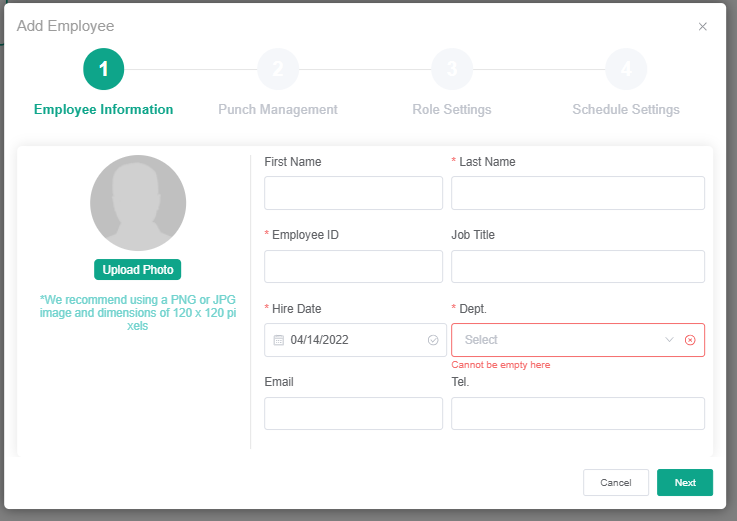 Add Employee
1
2
3
4
Employee Information
Punch Management
Role Settings
Schedule Settings
Upload Photo
*We recommend using a PNG or JPG
image and dimensions of 120 x 120 pi
xels
First Name
* Last Name
* Employee ID
Job Title
* Hire Date
* Dept.
04/14/2022
Select
Cannot be empty here
Email
Tel.
Cancel
Next